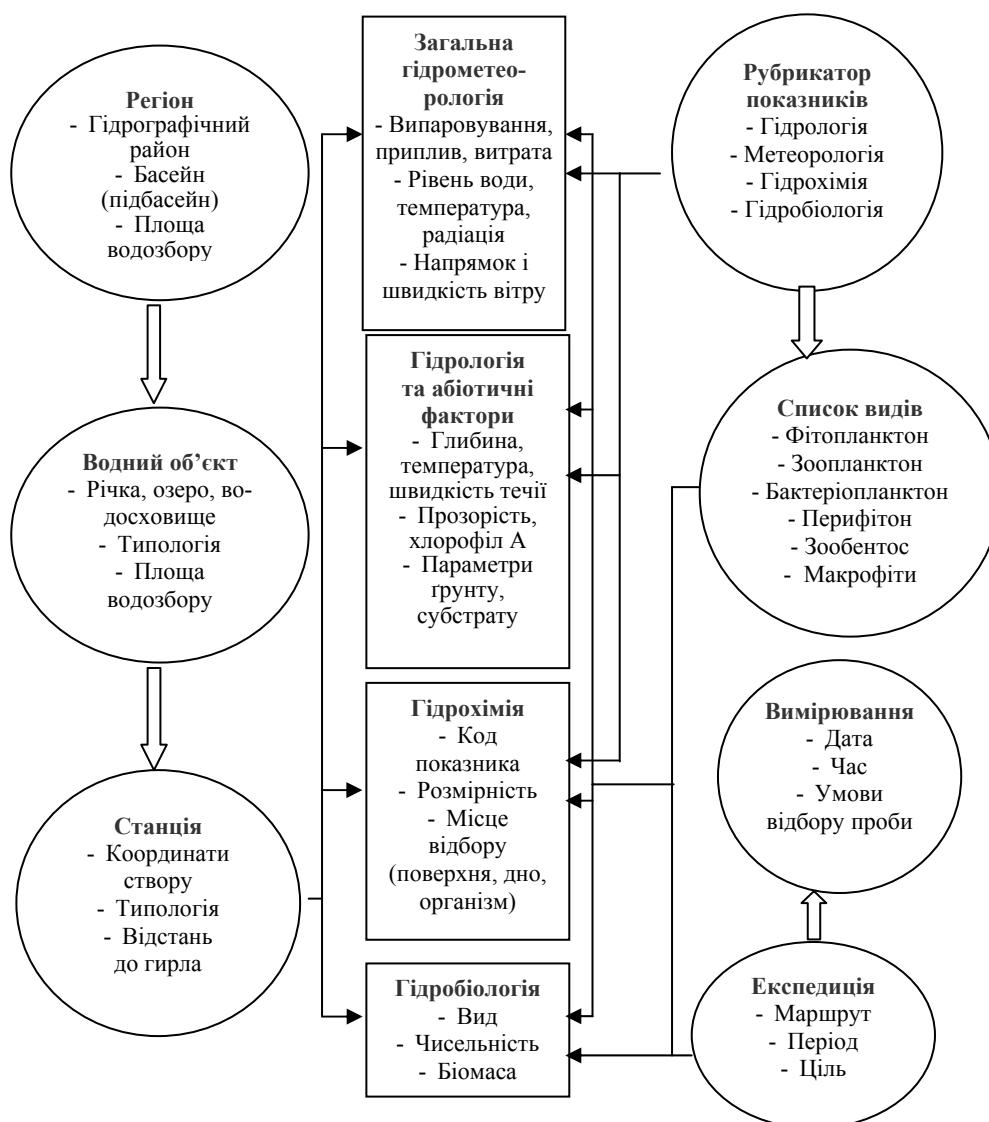 Регіон
- Гідрографічний
район
- Басейн
(підбасейн)
- Площа
водозбору
Водний об’єкт
- Річка, озеро, во-
досховище
- Типологія
- Площа
водозбору
Станція
- Координати
створу
- Типологія
- Відстань
до гирла
Загальна
гідрометео-
рологія
- Випаровування,
приплив, витрата
- Рівень води,
температура,
радіація
- Напрямок і
швидкість вітру
Гідрологія
та абіотичні
фактори
- Глибина,
температура,
швидкість течії
- Прозорість,
хлорофіл А
- Параметри
ґрунту,
субстрату
Гідрохімія
- Код
показника
- Розмірність
- Місце
відбору
(поверхня, дно,
організм)
Гідробіологія
- Вид
- Чисельність
- Біомаса
Рубрикатор
показників
- Гідрологія
- Метеорологія
- Гідрохімія
- Гідробіологія
Список видів
- Фітопланктон
- Зоопланктон
- Бактеріопланктон
- Перифітон
- Зообентос
- Макрофіти
Вимірювання
- Дата
- Час
- Умови
відбору проби
Експедиція
- Маршрут
- Період
- Ціль